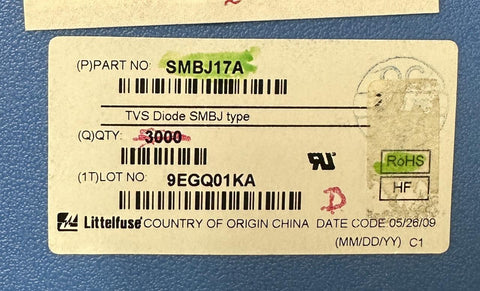 (P)PART NO: SMBJ17A
TVS Diode SMBJ type
(Q)QTY: 3000
(1T)LOT NO: 9EGQ01KA
RoHS
HF
D
Littelfuse® COUNTRY OF ORIGIN CHINA DATE CODE 05/26/09
(MM/DD/YY) C1